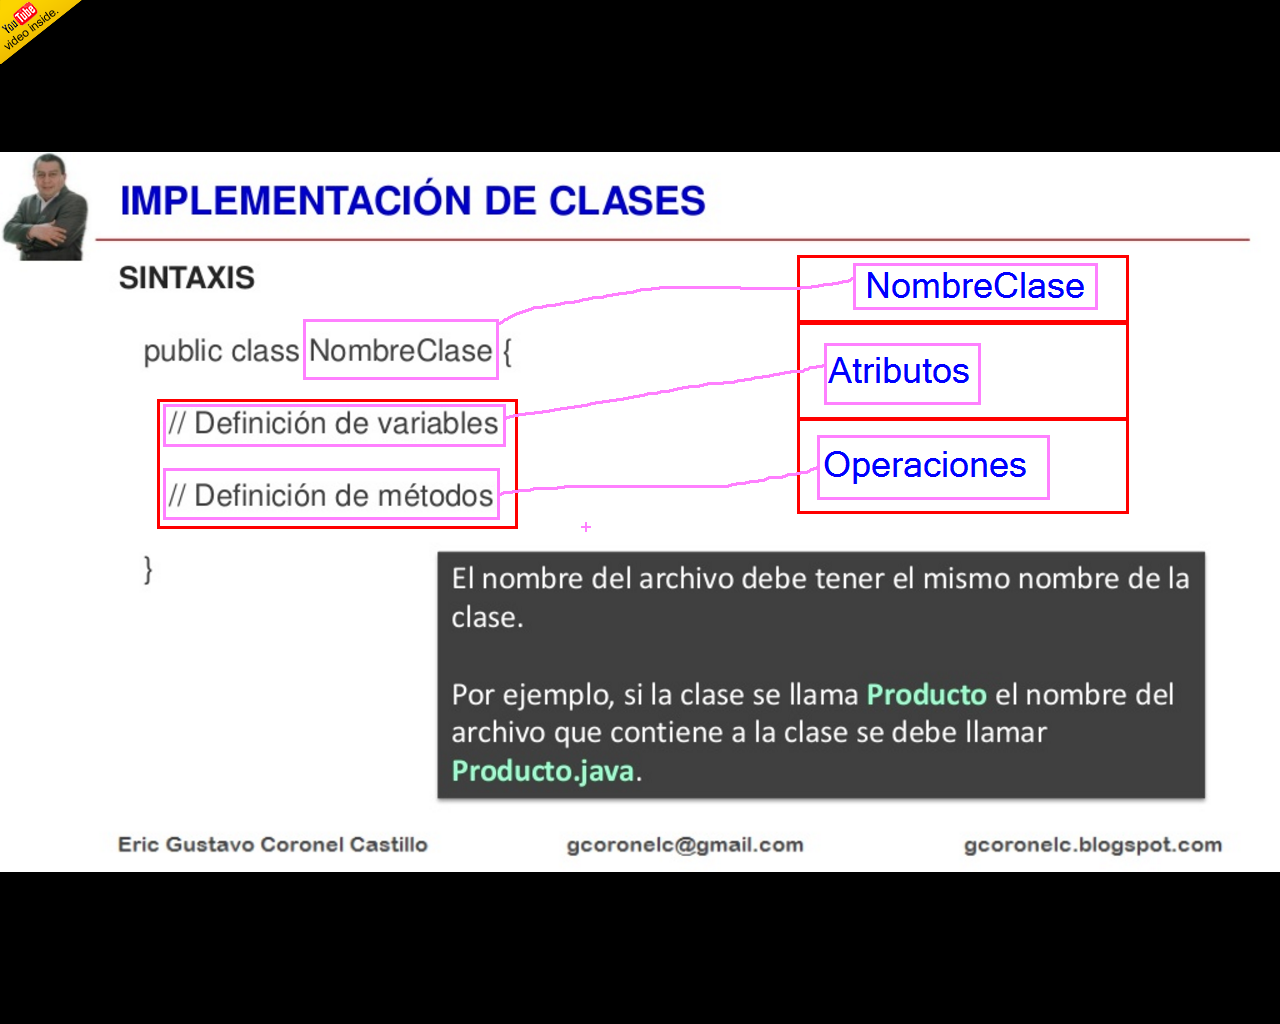 YouTube
video inside.
IMPLEMENTACIÓN DE CLASES
SINTAXIS
public class NombreClase {
// Definición de variables
// Definición de métodos
}
NombreClase
Atributos
Operaciones
El nombre del archivo debe tener el mismo nombre de la
clase.
Por ejemplo, si la clase se llama Producto el nombre del
archivo que contiene a la clase se debe llamar
Producto.java.
Eric Gustavo Coronel Castillo
gcoronelc@gmail.com
gcoronelc.blogspot.com